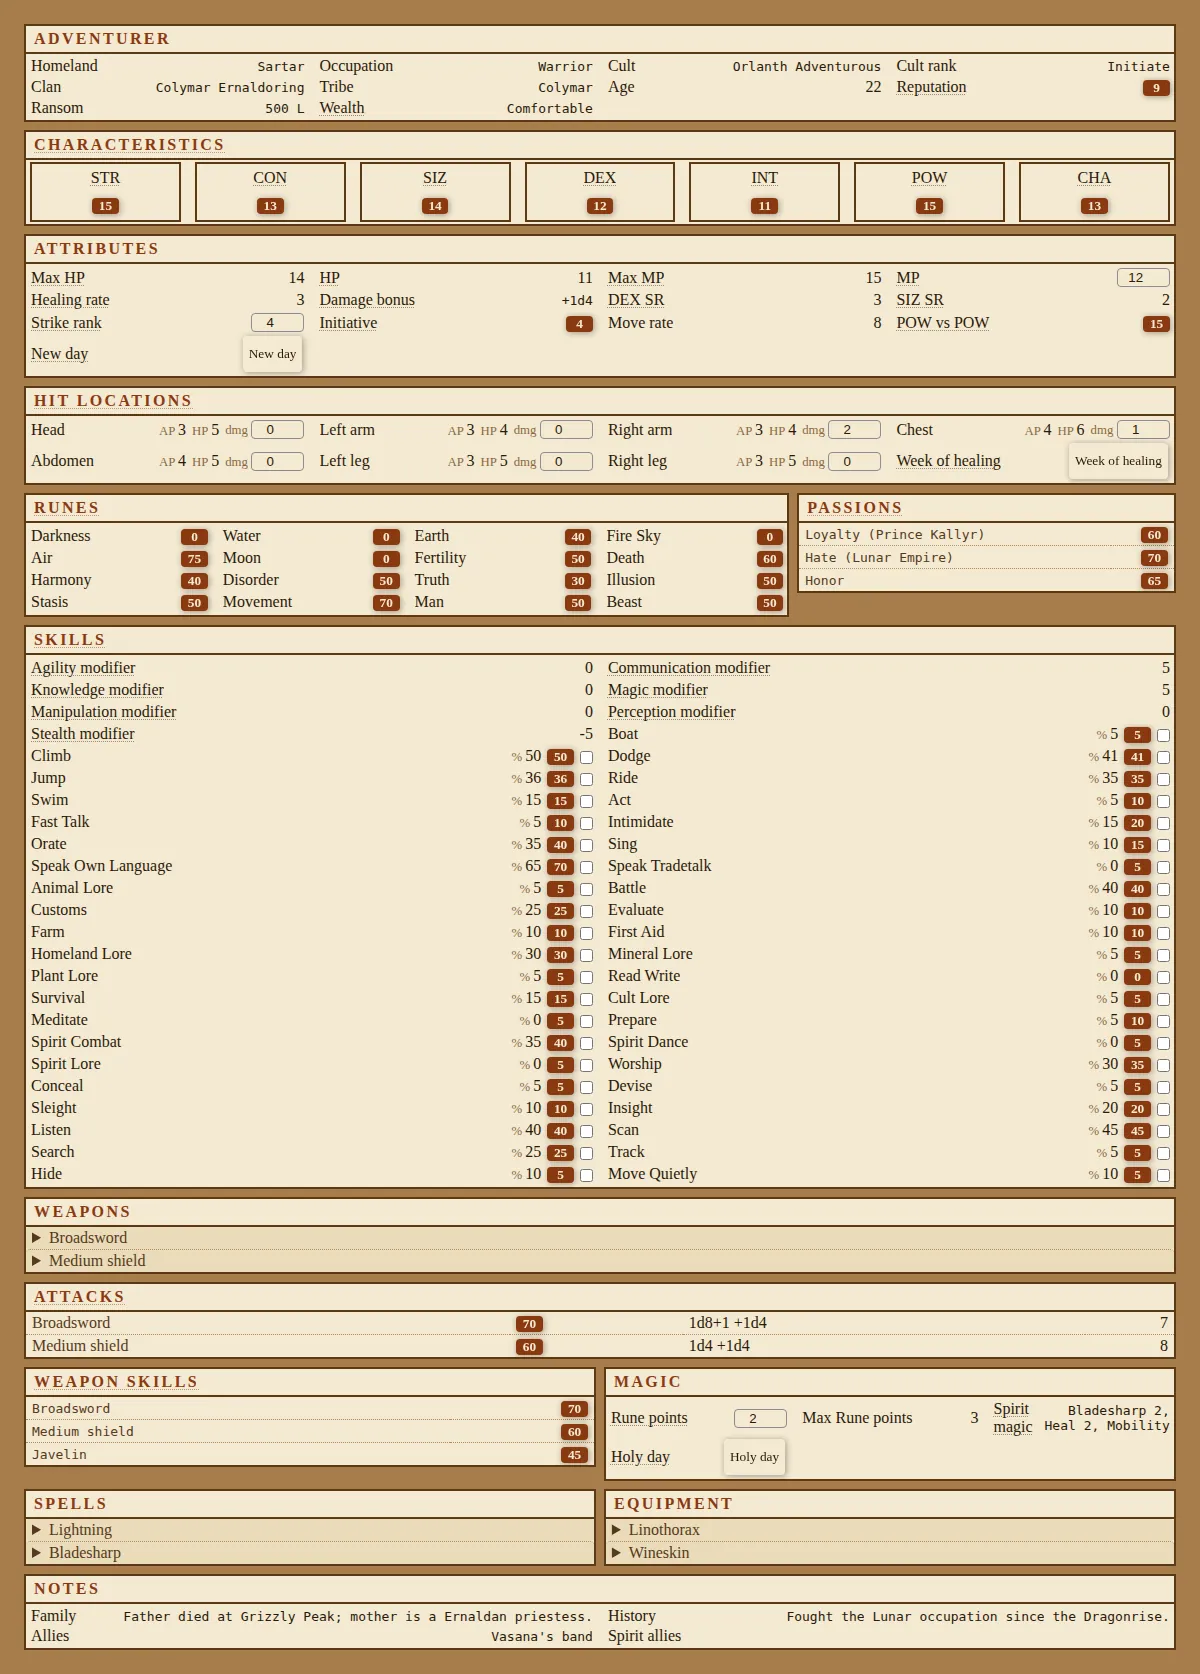 ADVENTURER
Homeland Sartar Occupation Warrior Cult Orlanth Adventurous Cult rank Initiate
Clan Colymar Ernaldoring Tribe Colymar Age 22 Reputation 9
Ransom 500 L Wealth Comfortable
CHARACTERISTICS
STR CON SIZ DEX INT POW CHA
15 13 14 12 11 15 13
ATTRIBUTES
Max HP 14 HP 11 Max MP 15 MP 12
Healing rate 3 Damage bonus +1d4 DEX SR 3 SIZ SR 2
Strike rank 4 Initiative 4 Move rate 8 POW vs POW 15
New day New day
HIT LOCATIONS
Head AP 3 HP 5 dmg 0 Left arm AP 3 HP 4 dmg 0 Right arm AP 3 HP 4 dmg 2 Chest AP 4 HP 6 dmg 1
Abdomen AP 4 HP 5 dmg 0 Left leg AP 3 HP 5 dmg 0 Right leg AP 3 HP 5 dmg 0 Week of healing Week of healing
RUNES
Darkness 0 Water 0 Earth 40 Fire Sky 0
Air 75 Moon 0 Fertility 50 Death 60
Harmony 40 Disorder 50 Truth 30 Illusion 50
Stasis 50 Movement 70 Man 50 Beast 50
PASSIONS
Loyalty (Prince Kallyr) 60
Hate (Lunar Empire) 70
Honor 65
SKILLS
Agility modifier 0 Communication modifier 5
Knowledge modifier 0 Magic modifier 5
Manipulation modifier 0 Perception modifier 0
Stealth modifier -5 Boat % 5 5
Climb % 50 50 Dodge % 41 41
Jump % 36 36 Ride % 35 35
Swim % 15 15 Act % 5 10
Fast Talk % 5 10 Intimidate % 15 20
Orate % 35 40 Sing % 10 15
Speak Own Language % 65 70 Speak Tradetalk % 0 5
Animal Lore % 5 5 Battle % 40 40
Customs % 25 25 Evaluate % 10 10
Farm % 10 10 First Aid % 10 10
Homeland Lore % 30 30 Mineral Lore % 5 5
Plant Lore % 5 5 Read Write % 0 0
Survival % 15 15 Cult Lore % 5 5
Meditate % 0 5 Prepare % 5 10
Spirit Combat % 35 40 Spirit Dance % 0 5
Spirit Lore % 0 5 Worship % 30 35
Conceal % 5 5 Devise % 5 5
Sleight % 10 10 Insight % 20 20
Listen % 40 40 Scan % 45 45
Search % 25 25 Track % 5 5
Hide % 10 5 Move Quietly % 10 5
WEAPONS
Broadsword
Medium shield
ATTACKS
Broadsword 70 1d8+1 +1d4 7
Medium shield 60 1d4 +1d4 8
WEAPON SKILLS
Broadsword 70
Medium shield 60
Javelin 45
MAGIC
Rune points 2 Max Rune points 3 Spirit magic Bladesharp 2,
Heal 2, Mobility
Holy day Holy day
SPELLS
Lightning
Bladesharp
EQUIPMENT
Linothorax
Wineskin
NOTES
Family Father died at Grizzly Peak; mother is a Ernaldan priestess. History Fought the Lunar occupation since the Dragonrise.
Allies Vasana's band Spirit allies